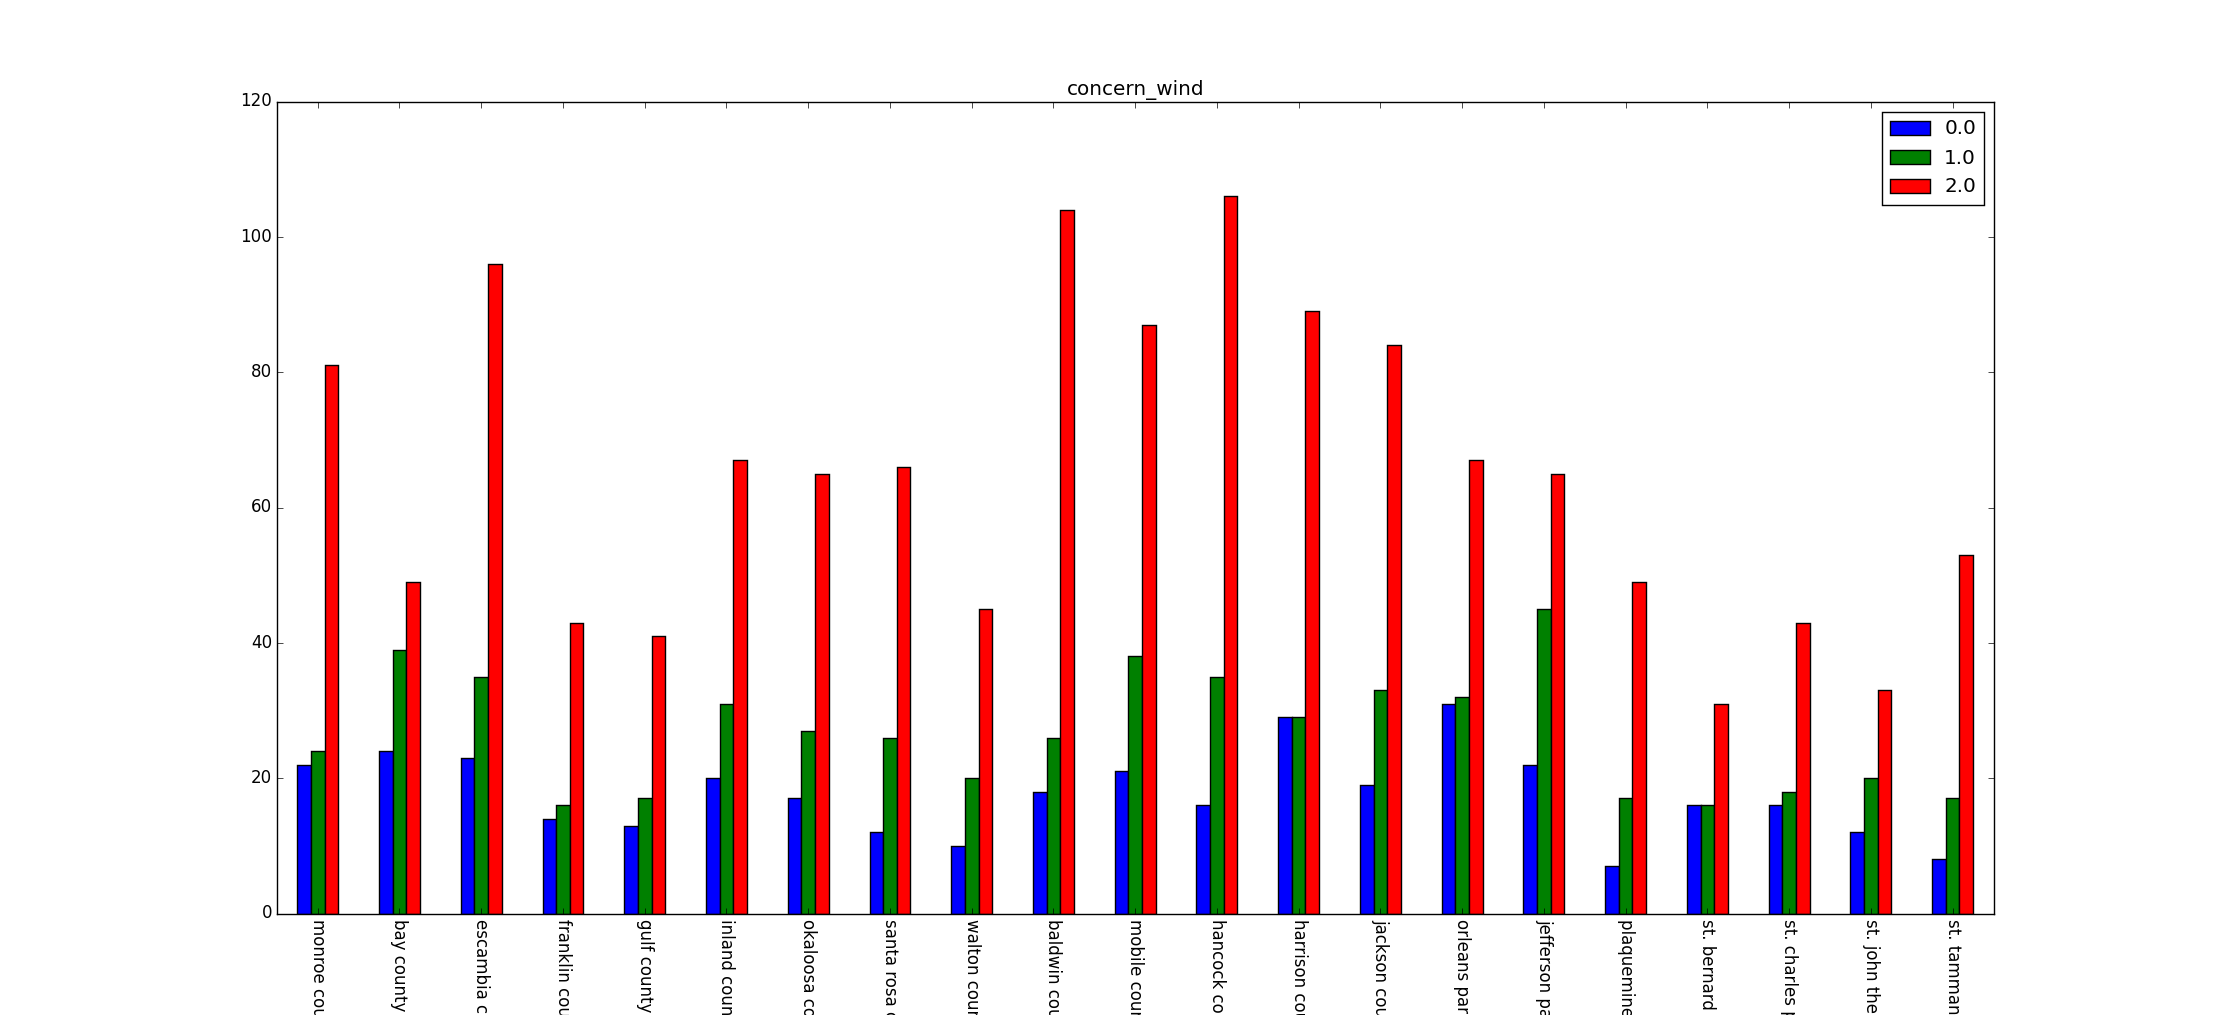 concern_wind
120
100
80
60
40
20
0
0.0
1.0
2.0
monroe cou
bay county
escambia c
franklin cou
gulf county
inland coun
okaloosa co
santa rosa c
walton coun
baldwin cou
mobile coun
hancock co
harrison cou
jackson cou
orleans par
jefferson pa
plaquemine
st. bernard
st. charles p
st. john the
st. tamman